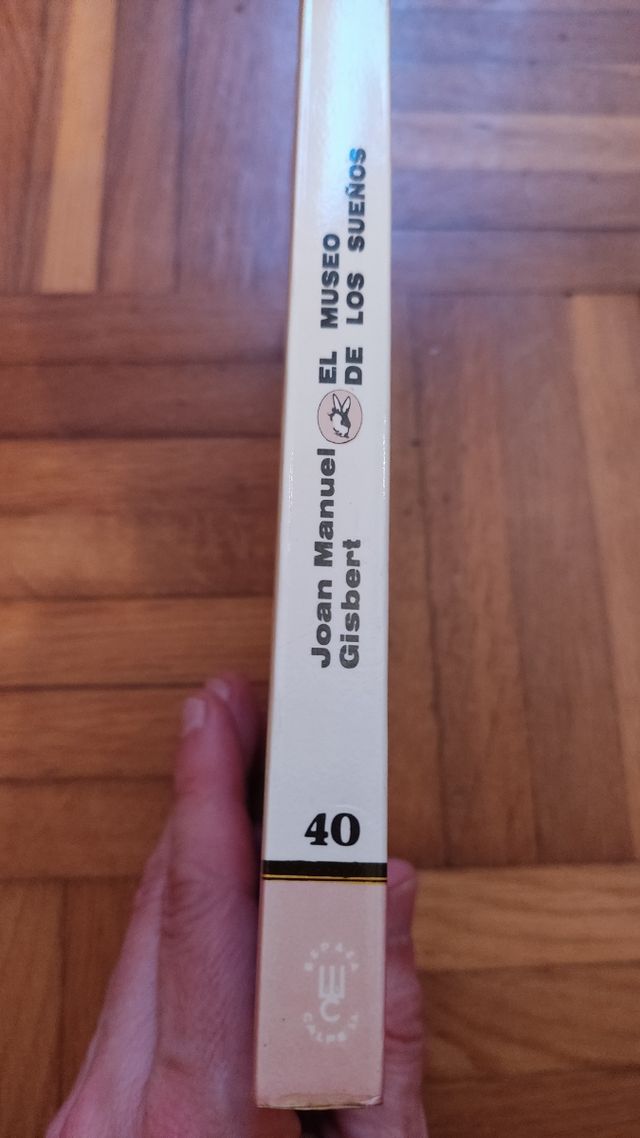 Joan Manuel
Gisbert
EL MUSEO
DE LOS SUEÑOS
40
ESPASA
CALPE